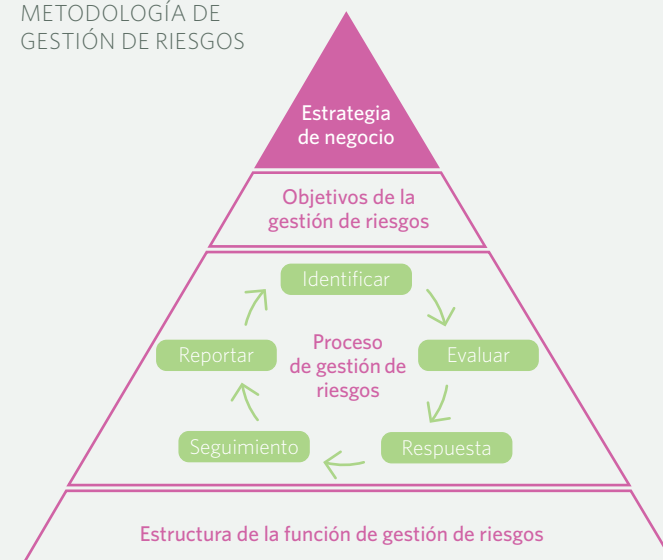 METODOLOGÍA DE
GESTIÓN DE RIESGOS
Estrategia
de negocio
Objetivos de la
gestión de riesgos
Identificar
Reportar
Proceso
de gestión de
riesgos
Evaluar
Seguimiento
Respuesta
Estructura de la función de gestión de riesgos